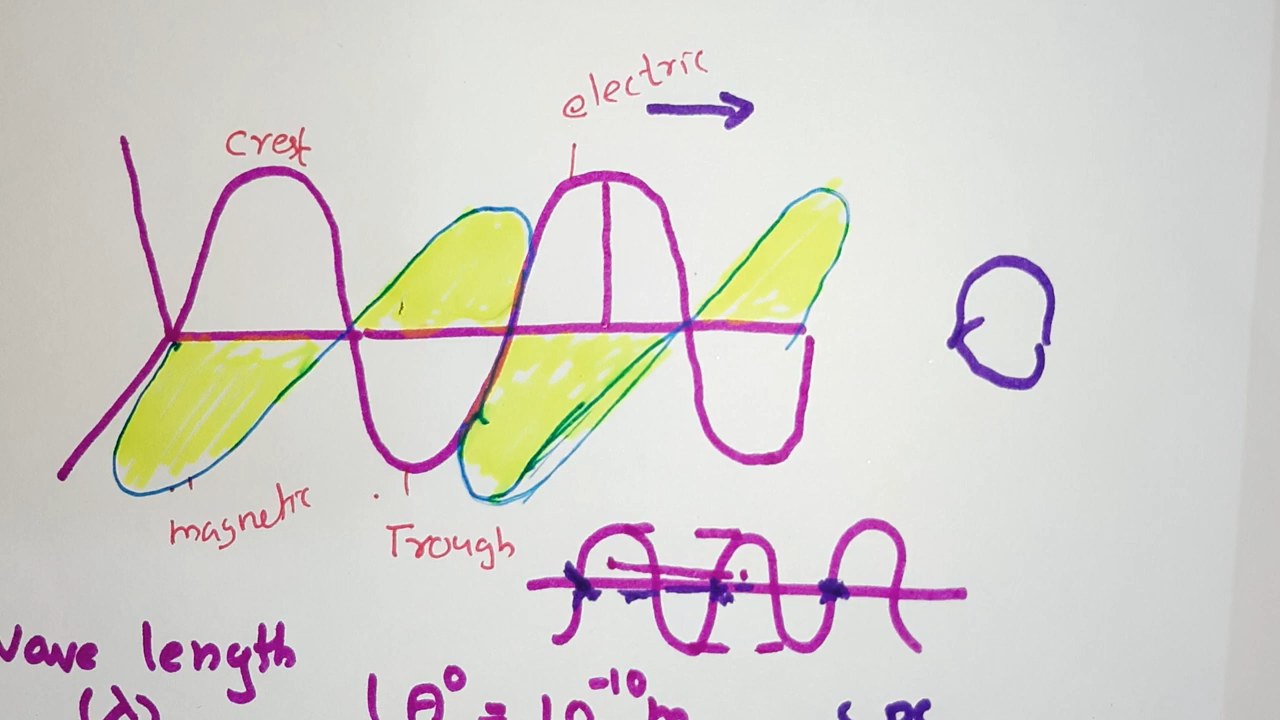 electric
Crest
magnetic
Trough
wave length
(λ)
1 A° = 10^-10 m